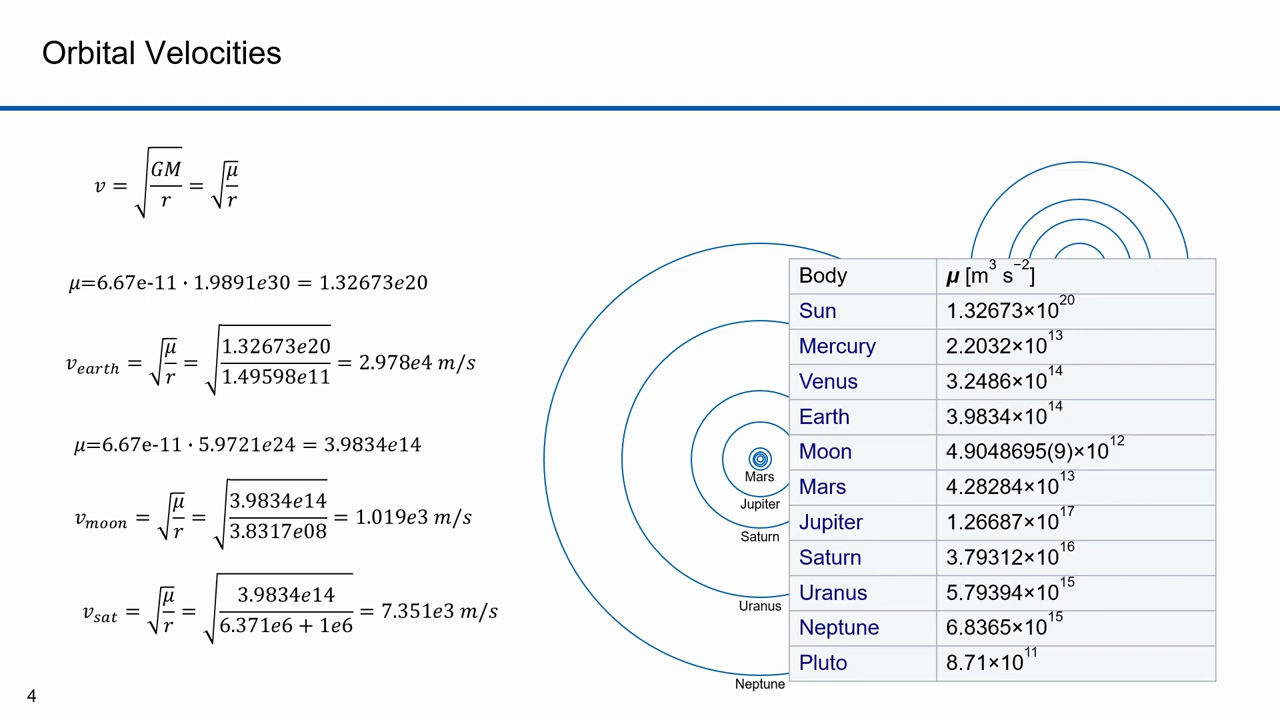 Orbital Velocities
v = √(GM/r) = √(μ/r)
μ=6.67e-11 · 1.9891e30 = 1.32673e20
v_earth = √(μ/r) = √(1.32673e20/1.49598e11) = 2.978e4 m/s
μ=6.67e-11 · 5.9721e24 = 3.9834e14
v_moon = √(μ/r) = √(3.9834e14/3.8317e08) = 1.019e3 m/s
v_sat = √(μ/r) = √(3.9834e14/6.371e6 + 1e6) = 7.351e3 m/s
Mars
Jupiter
Saturn
Uranus
Neptune
Body μ [m³ s⁻²]
Sun 1.32673×10²⁰
Mercury 2.2032×10¹³
Venus 3.2486×10¹⁴
Earth 3.9834×10¹⁴
Moon 4.9048695(9)×10¹²
Mars 4.28284×10¹³
Jupiter 1.26687×10¹⁷
Saturn 3.79312×10¹⁶
Uranus 5.79394×10¹⁵
Neptune 6.8365×10¹⁵
Pluto 8.71×10¹¹
4